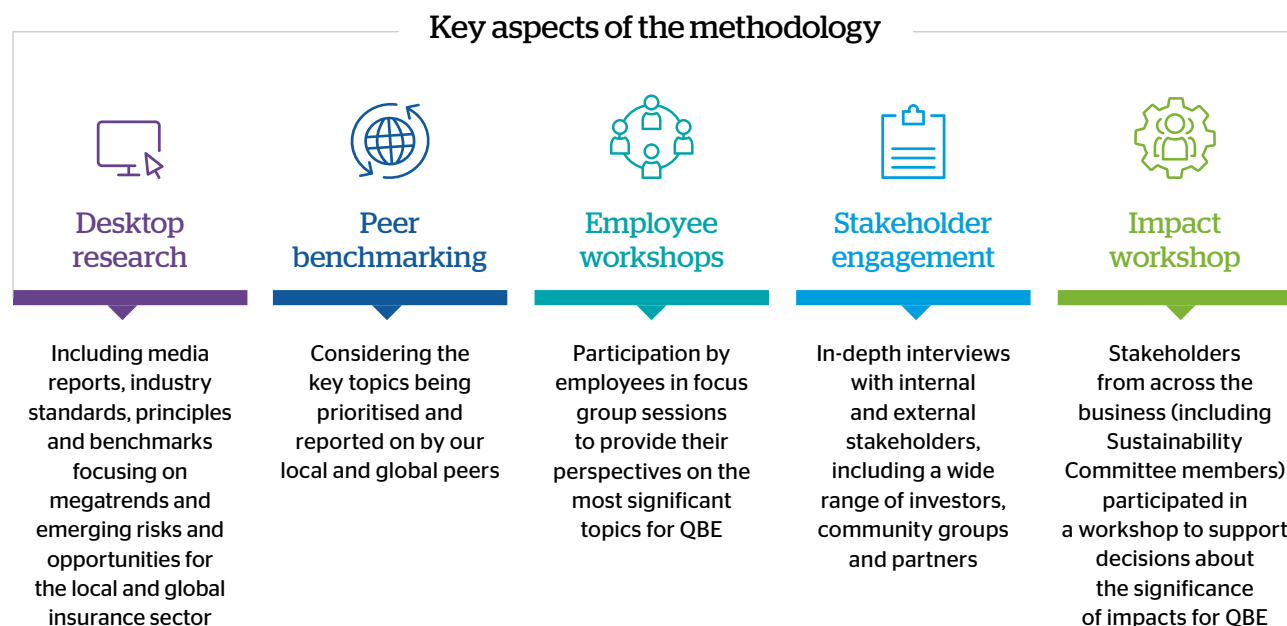 Key aspects of the methodology
Desktop
research
Including media
reports, industry
standards, principles
and benchmarks
focusing on
megatrends and
emerging risks and
opportunities for
the local and global
insurance sector
Peer
benchmarking
Considering the
key topics being
prioritised and
reported on by our
local and global peers
Employee
workshops
Participation by
employees in focus
group sessions
to provide their
perspectives on the
most significant
topics for QBE
Stakeholder
engagement
In-depth interviews
with internal
and external
stakeholders,
including a wide
range of investors,
community groups
and partners
Impact
workshop
Stakeholders
from across the
business (including
Sustainability
Committee members)
participated in
a workshop to support
decisions about
the significance
of impacts for QBE